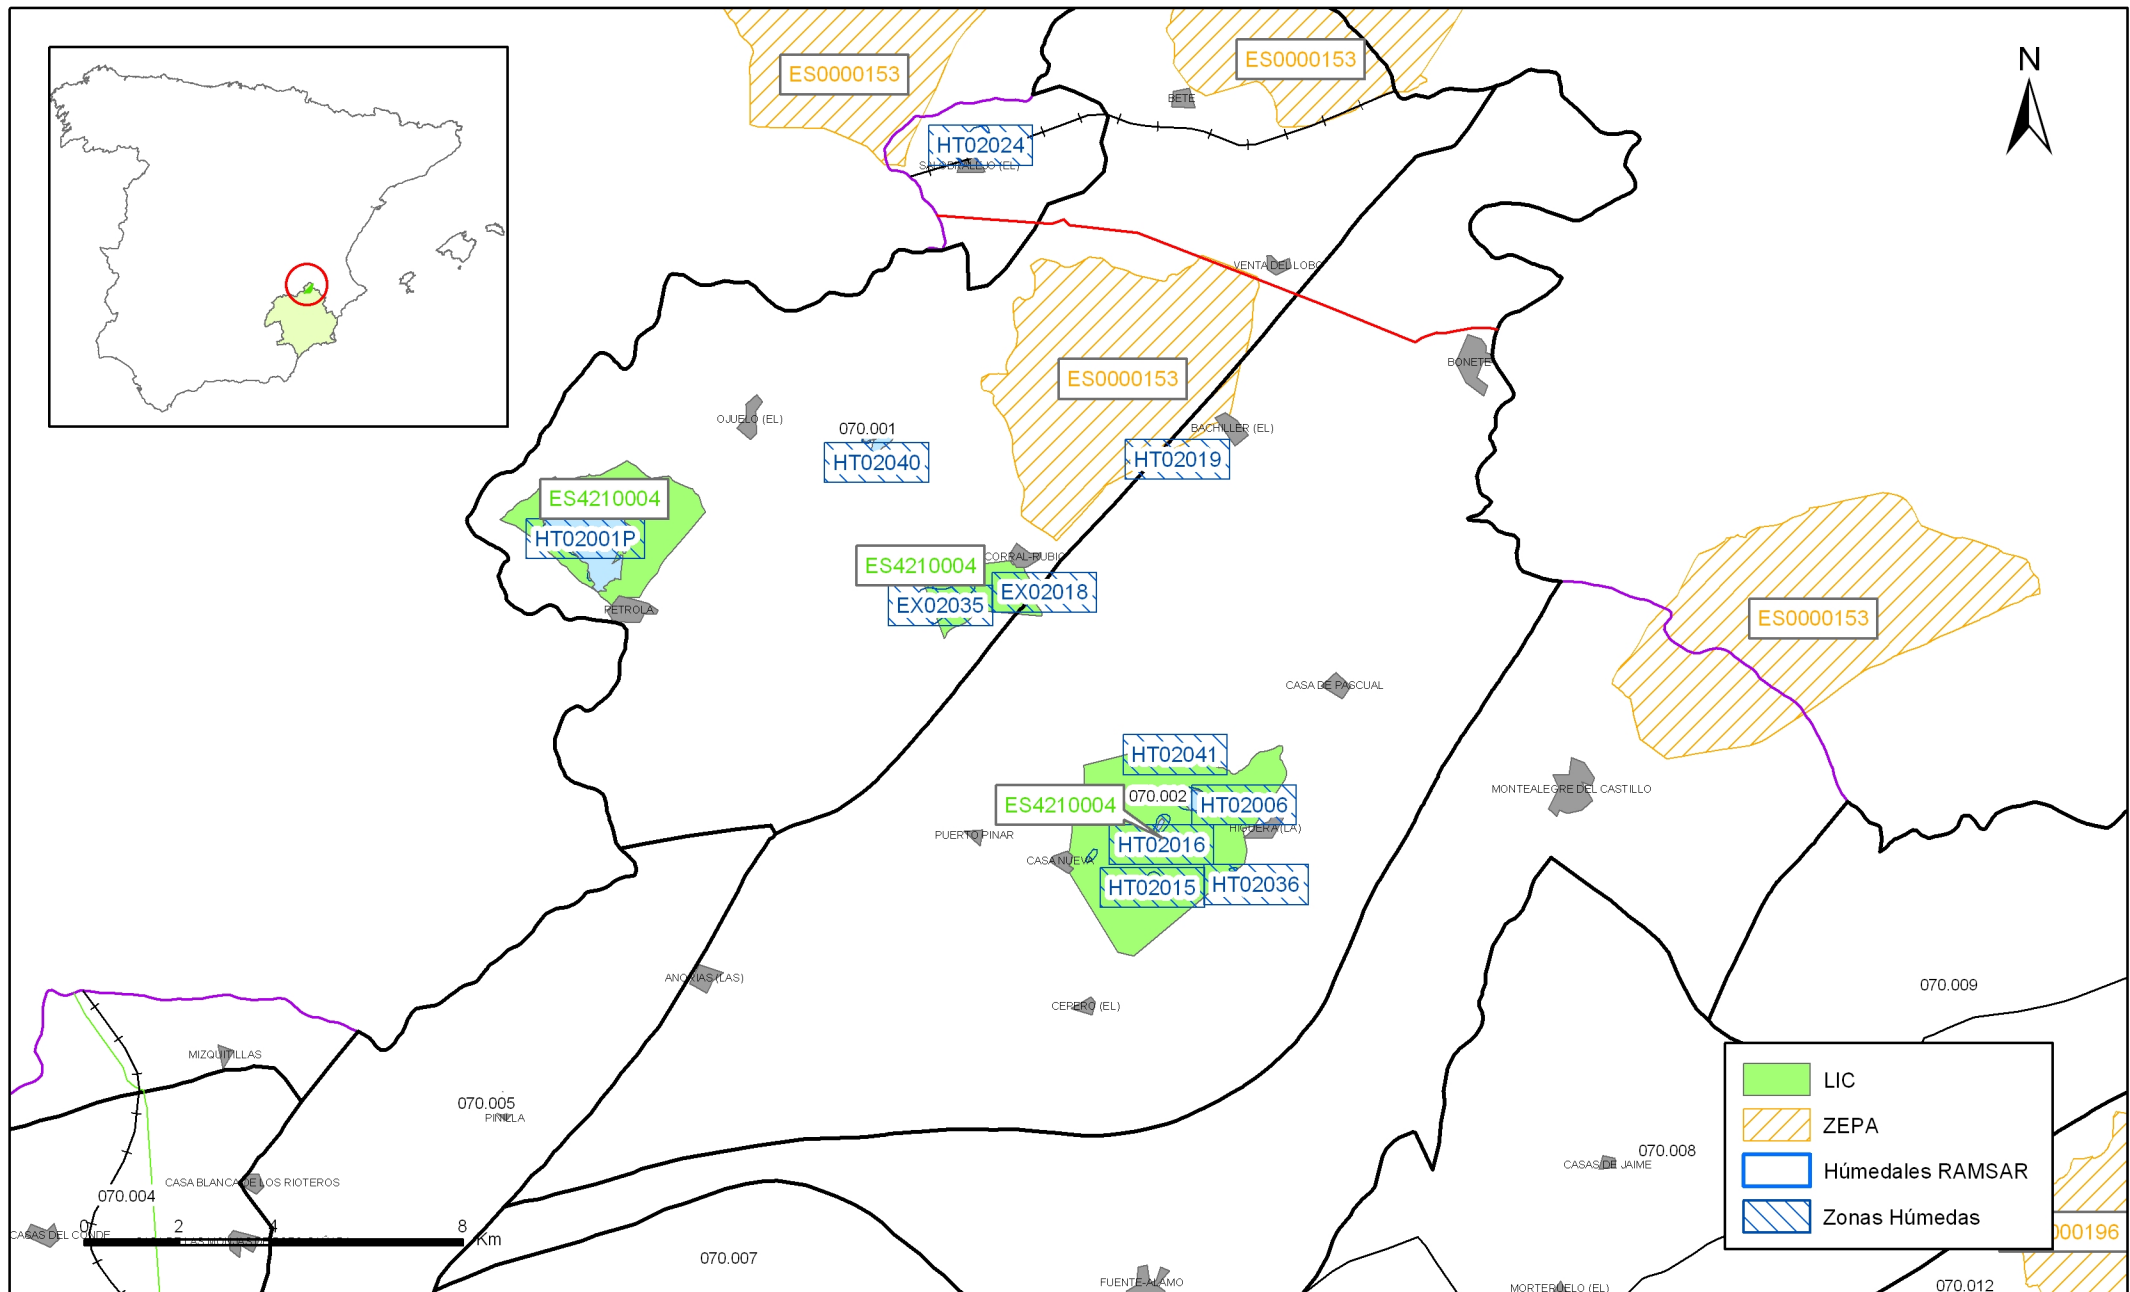 ES0000153
ES0000153
N
BETE
HT02024
SALOBRALEJO (EL)
VENTA DEL LOBO
BONETE
ES0000153
OJUELO (EL)
070.001
BACHILLER (EL)
HT02040
HT02019
ES4210004
HT02001P
CORRAL-RUBIO
ES4210004
EX02018
EX02035
PETROLA
ES0000153
CASA DE PASCUAL
HT02041
MONTEALEGRE DEL CASTILLO
070.002
ES4210004
HT02006
HIGUERA (LA)
PUERTO PINAR
HT02016
CASA NUEVA
HT02015
HT02036
ANORIAS (LAS)
070.009
CEPERO (EL)
MIZQUITILLAS
LIC
070.005
PINILLA
ZEPA
070.008
CASAS DE JAIME
Húmedales RAMSAR
CASA BLANCA DE LOS RIOTEROS
070.004
Zonas Húmedas
0 2 4 8
Km
CASAS DEL CONDE
000196
070.007
FUENTE-ALAMO
MORTERUELO (EL)
070.012